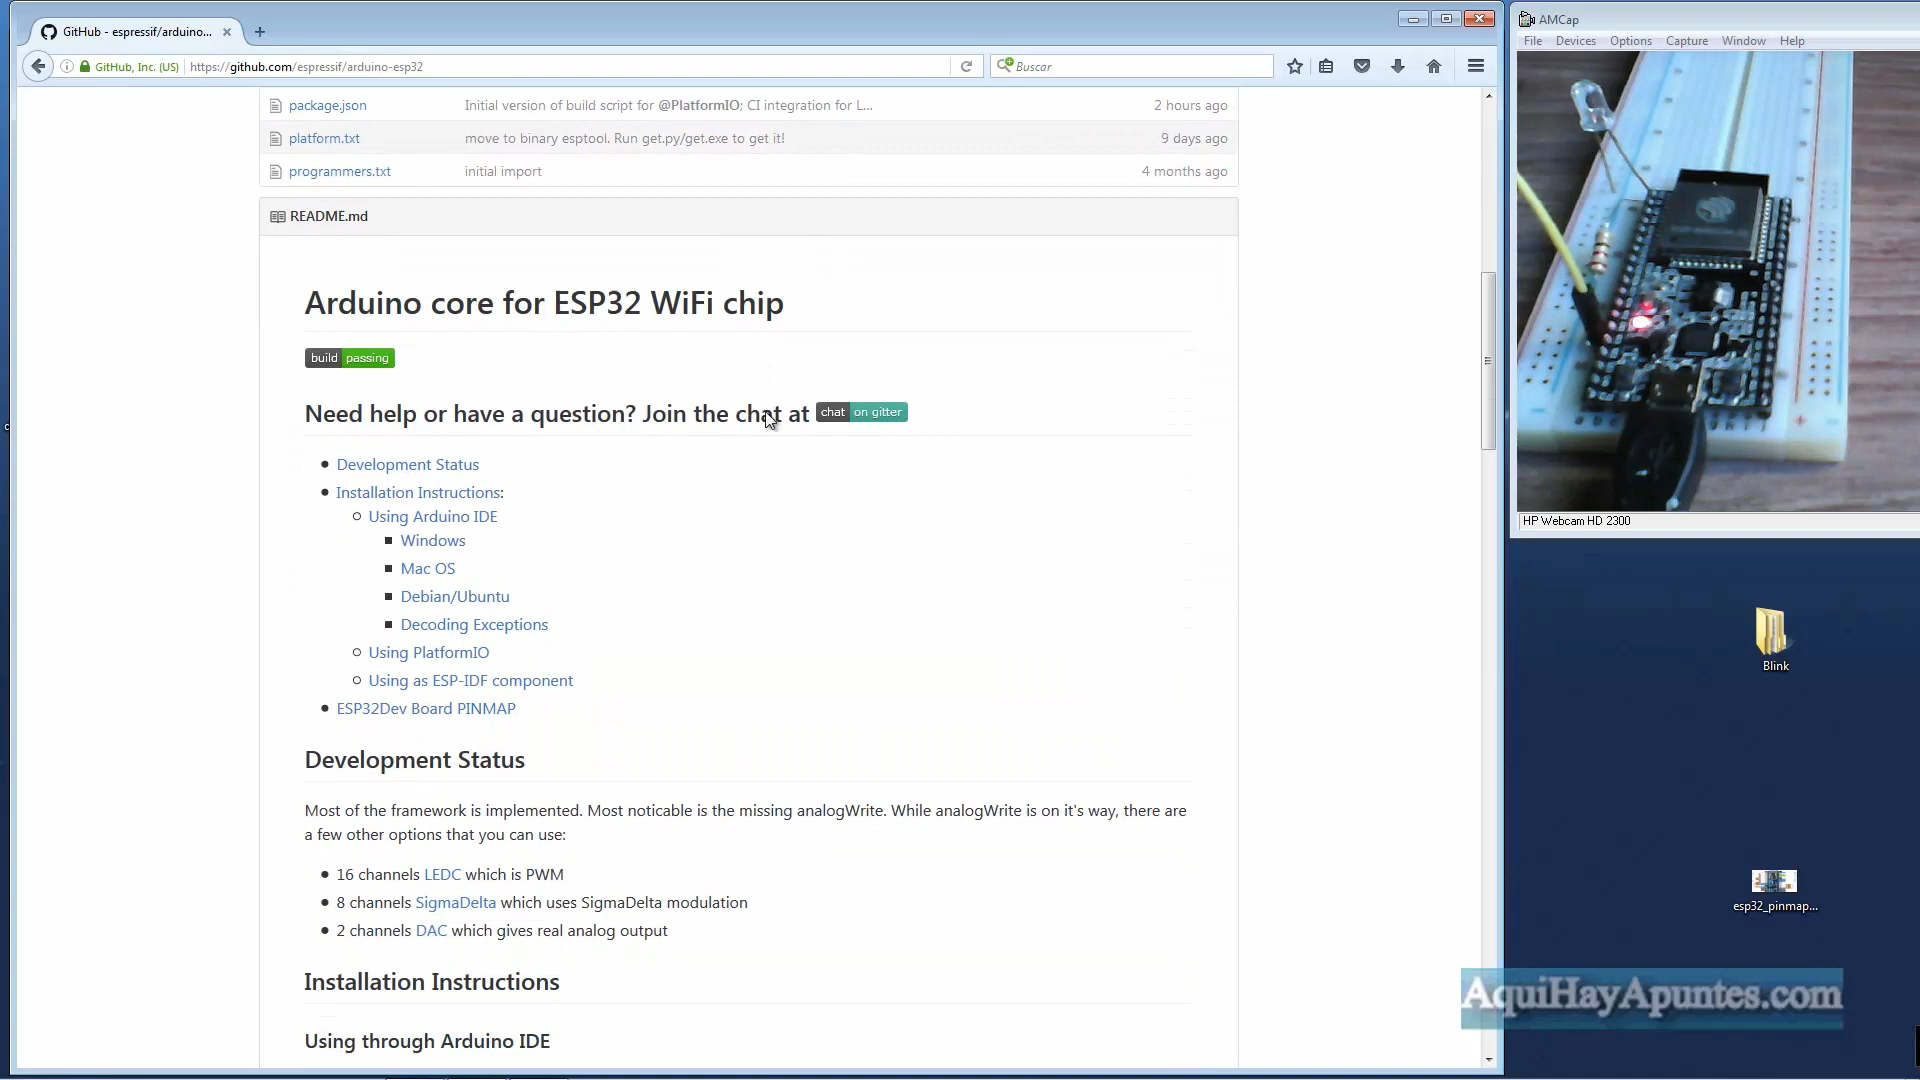 GitHub - espressif/arduino...
GitHub, Inc. (US)
https://github.com/espressif/arduino-esp32
Buscar
package.json Initial version of build script for @PlatformIO; CI integration for L... 2 hours ago
platform.txt move to binary esptool. Run get.py/get.exe to get it! 9 days ago
programmers.txt initial import 4 months ago
README.md
Arduino core for ESP32 WiFi chip
build passing
Need help or have a question? Join the chat at chat on gitter
Development Status
Installation Instructions:
Using Arduino IDE
Windows
Mac OS
Debian/Ubuntu
Decoding Exceptions
Using PlatformIO
Using as ESP-IDF component
ESP32Dev Board PINMAP
Development Status
Most of the framework is implemented. Most noticable is the missing analogWrite. While analogWrite is on it's way, there are
a few other options that you can use:
16 channels LEDC which is PWM
8 channels SigmaDelta which uses SigmaDelta modulation
2 channels DAC which gives real analog output
Installation Instructions
Using through Arduino IDE
AMCap
File Devices Options Capture Window Help
HP Webcam HD 2300
Blink
esp32_pinmap...
AquiHayApuntes.com